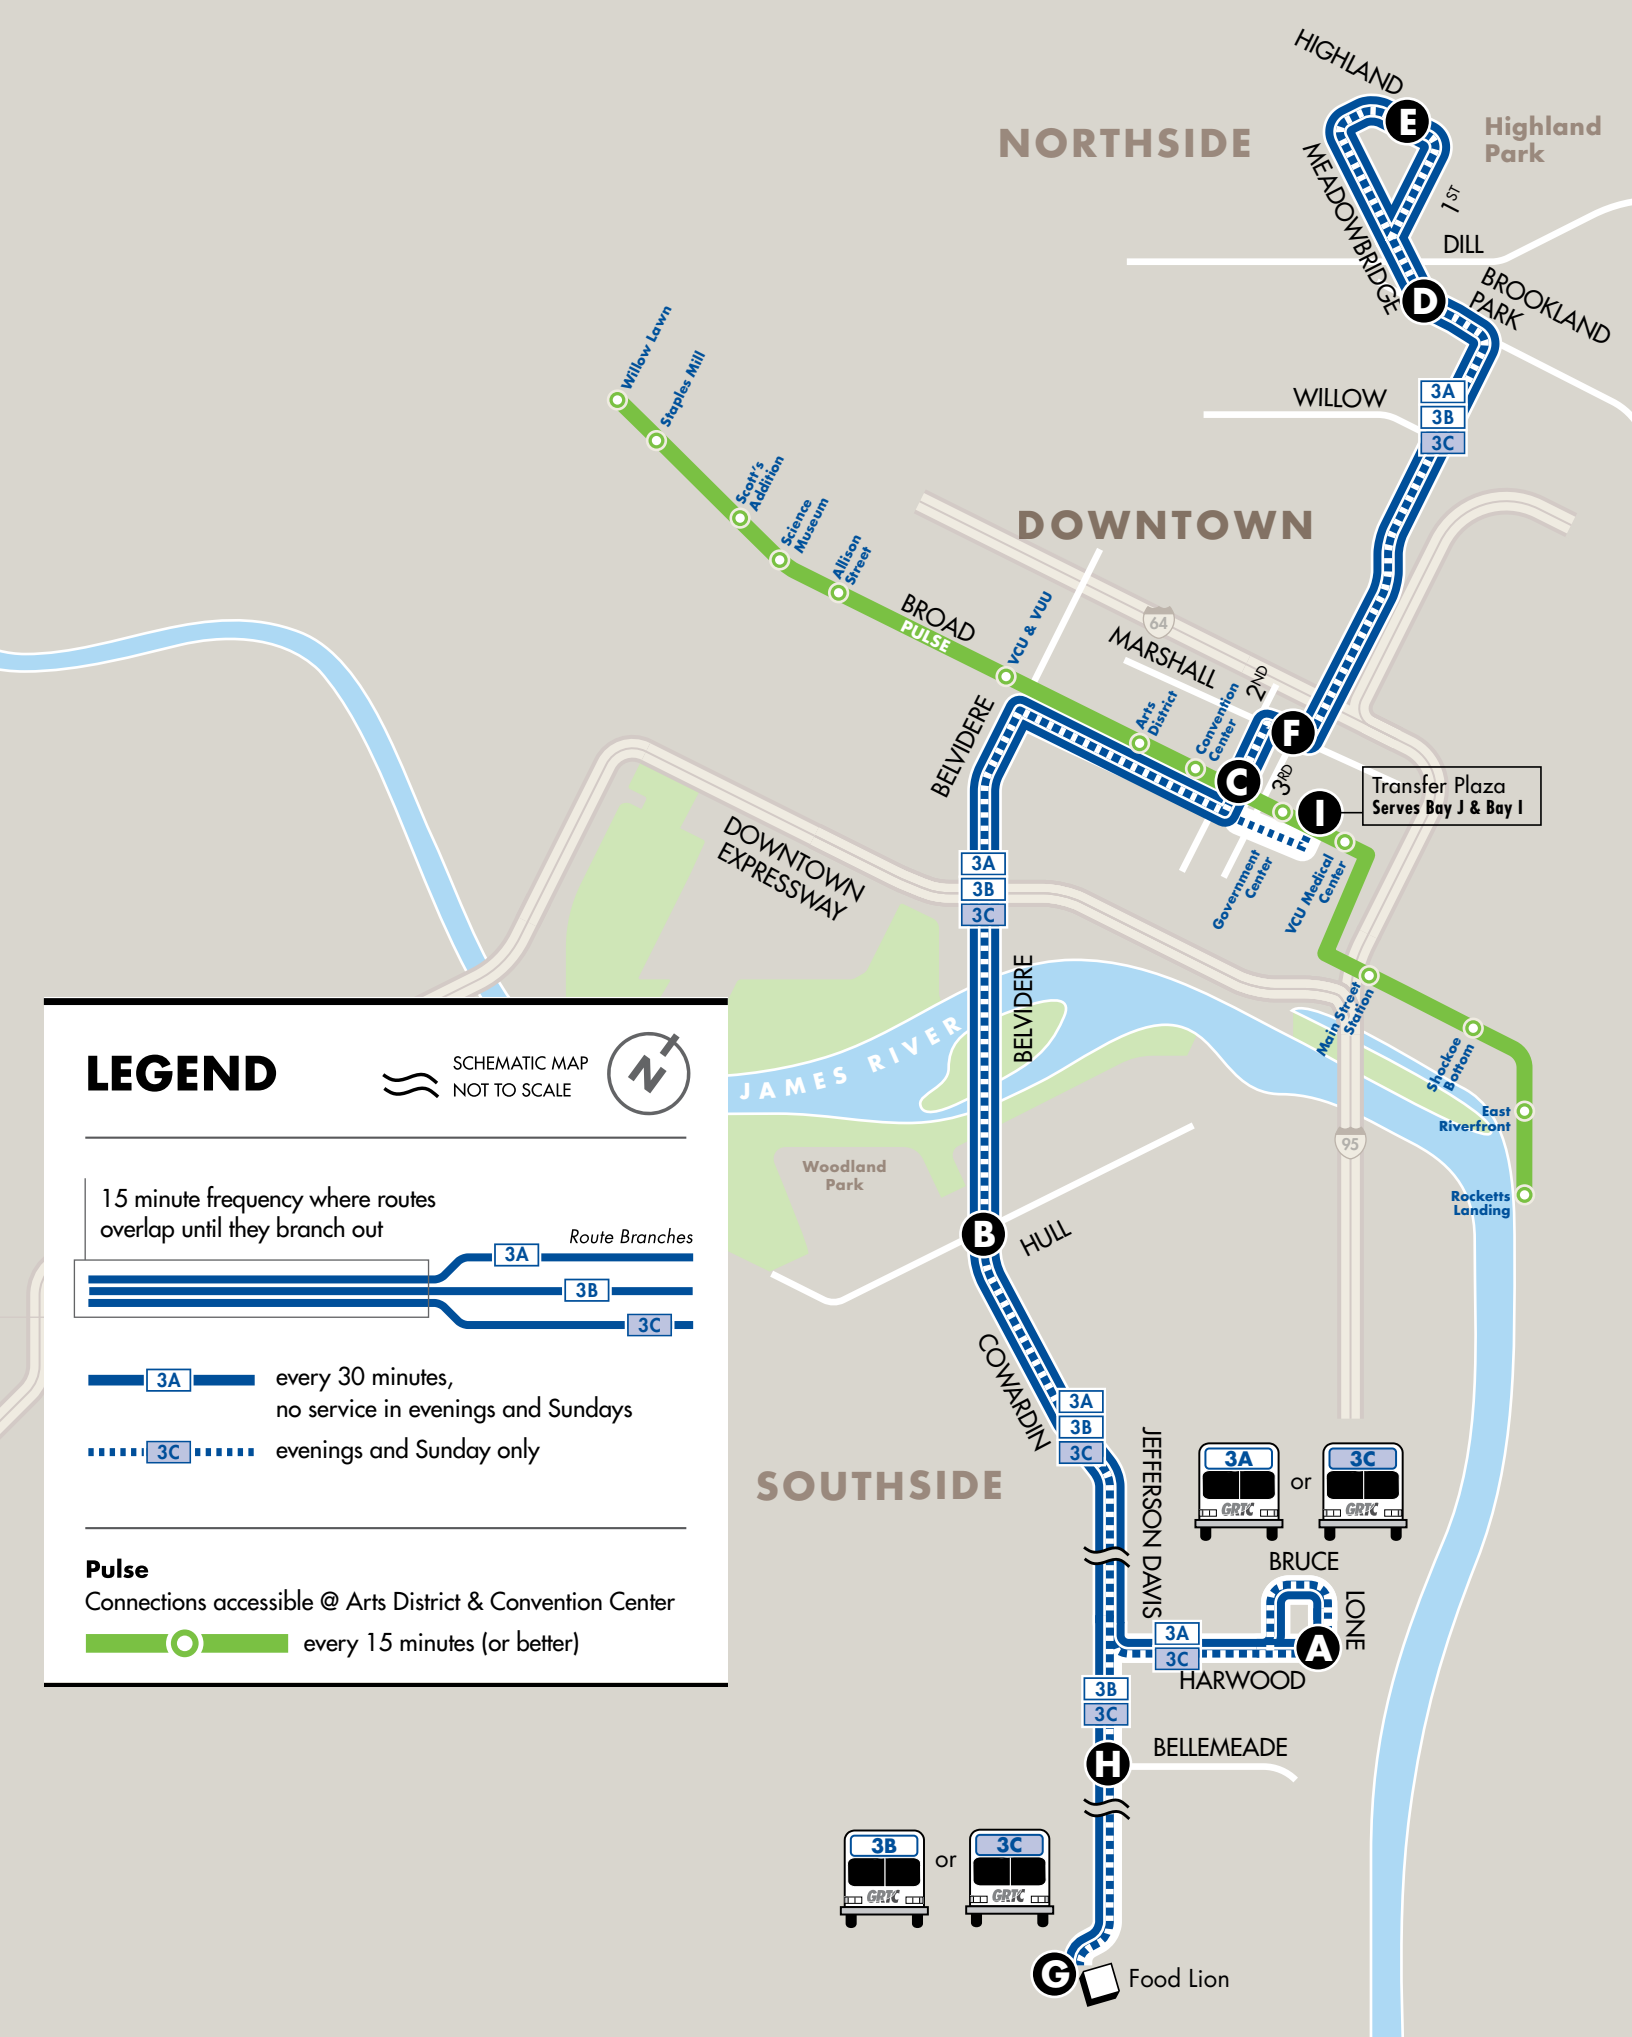 HIGHLAND
E
NORTHSIDE
Highland
Park
MEADOWBRIDGE
1ST
DILL
D
BROOKLAND
PARK
Willow Lawn
Staples Mill
WILLOW
3A
3B
3C
Scott's
Addition
Science
Museum
Allison
Street
DOWNTOWN
BROAD
PULSE
VCU & VUU
64
MARSHALL
2ND
Arts
District
Convention
Center
F
BELVIDERE
C
3RD
I
Transfer Plaza
Serves Bay J & Bay I
DOWNTOWN
EXPRESSWAY
3A
3B
3C
Government
Center
VCU Medical
Center
BELVIDERE
Main Street
Station
JAMES RIVER
Shockoe
Bottom
East
Riverfront
95
Woodland
Park
Rocketts
Landing
B
HULL
LEGEND
SCHEMATIC MAP
NOT TO SCALE
N
15 minute frequency where routes
overlap until they branch out
Route Branches
3A
3B
3C
3A
every 30 minutes,
no service in evenings and Sundays
3C
evenings and Sunday only
Pulse
Connections accessible @ Arts District & Convention Center
every 15 minutes (or better)
COWARDIN
3A
3B
3C
SOUTHSIDE
JEFFERSON DAVIS
3A
GRTC
or
3C
GRTC
BRUCE
LONE
3A
3C
A
HARWOOD
3B
3C
H
BELLEMEADE
3B
GRTC
or
3C
GRTC
G
Food Lion